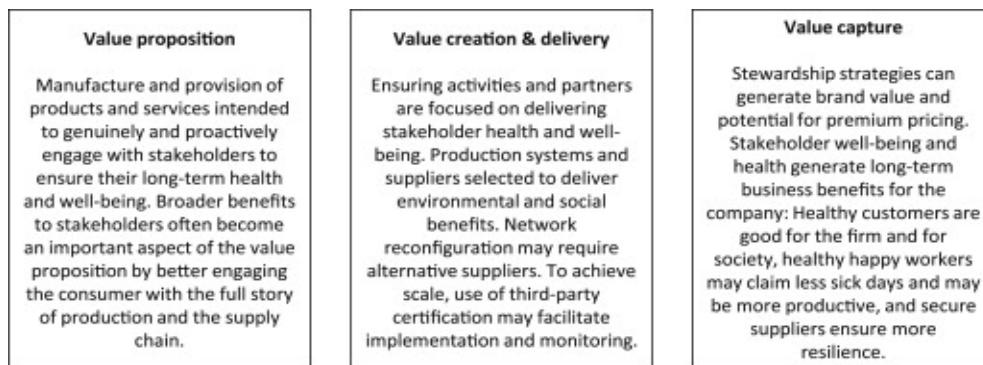 Value proposition
Manufacture and provision of
products and services intended
to genuinely and proactively
engage with stakeholders to
ensure their long-term health
and well-being. Broader benefits
to stakeholders often become
an important aspect of the value
proposition by better engaging
the consumer with the full story
of production and the supply
chain.
Value creation & delivery
Ensuring activities and partners
are focused on delivering
stakeholder health and well-
being. Production systems and
suppliers selected to deliver
environmental and social
benefits. Network
reconfiguration may require
alternative suppliers. To achieve
scale, use of third-party
certification may facilitate
implementation and monitoring.
Value capture
Stewardship strategies can
generate brand value and
potential for premium pricing.
Stakeholder well-being and
health generate long-term
business benefits for the
company: Healthy customers are
good for the firm and for
society, healthy happy workers
may claim less sick days and may
be more productive, and secure
suppliers ensure more
resilience.